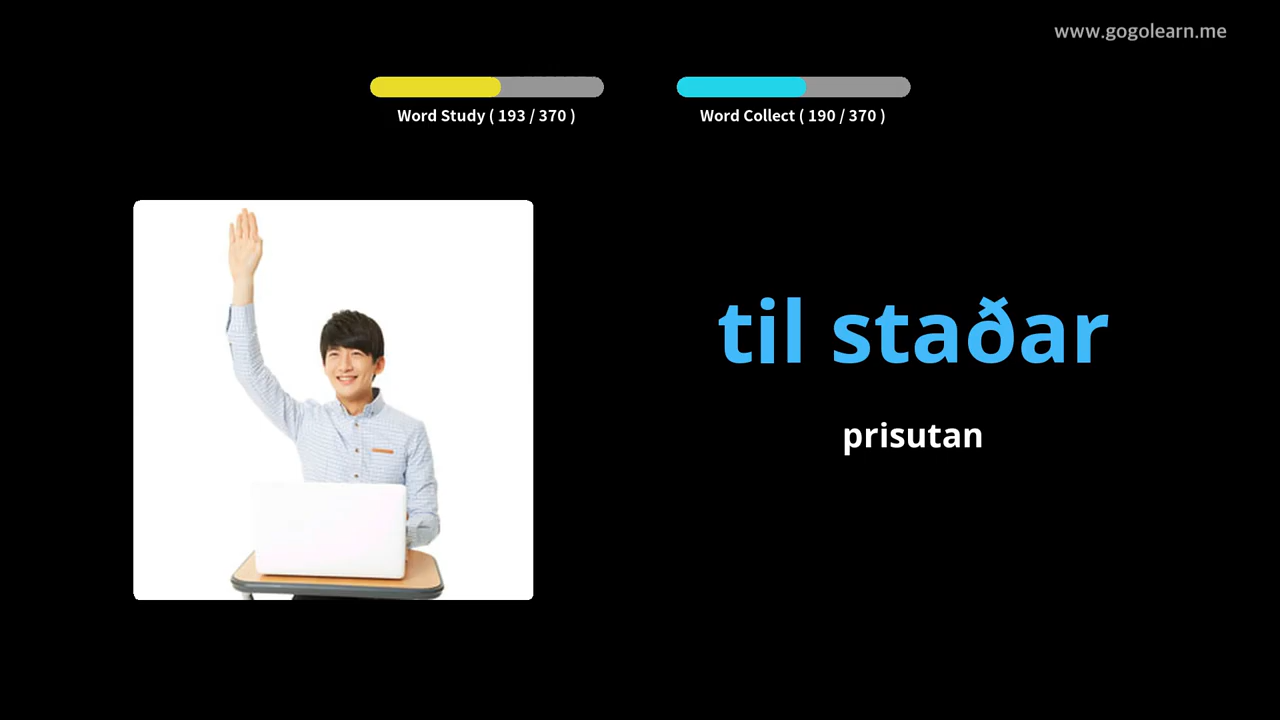 www.gogolearn.me
Word Study ( 193 / 370 )
Word Collect ( 190 / 370 )
til staðar
prisutan